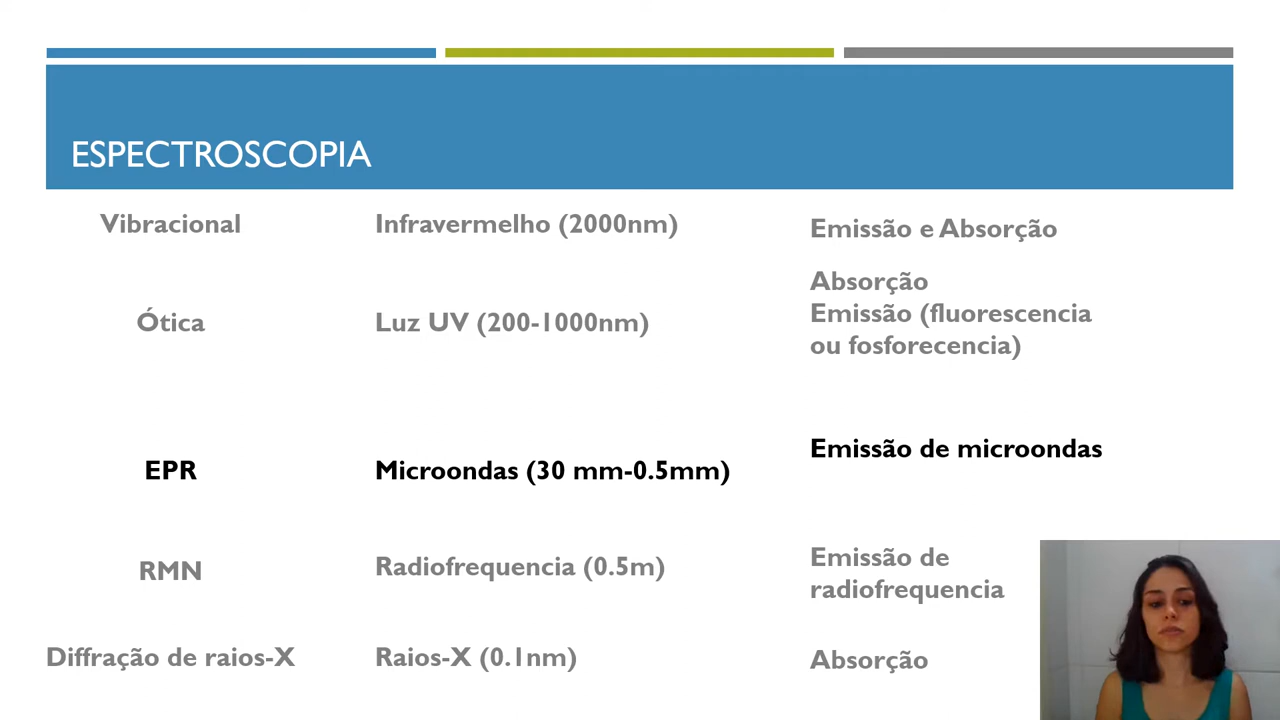 ESPECTROSCOPIA
Vibracional
Infravermelho (2000nm)
Emissão e Absorção
Ótica
Luz UV (200-1000nm)
Absorção
Emissão (fluorescencia
ou fosforecencia)
EPR
Microondas (30 mm-0.5mm)
Emissão de microondas
RMN
Radiofrequencia (0.5m)
Emissão de
radiofrequencia
Diffração de raios-X
Raios-X (0.1nm)
Absorção